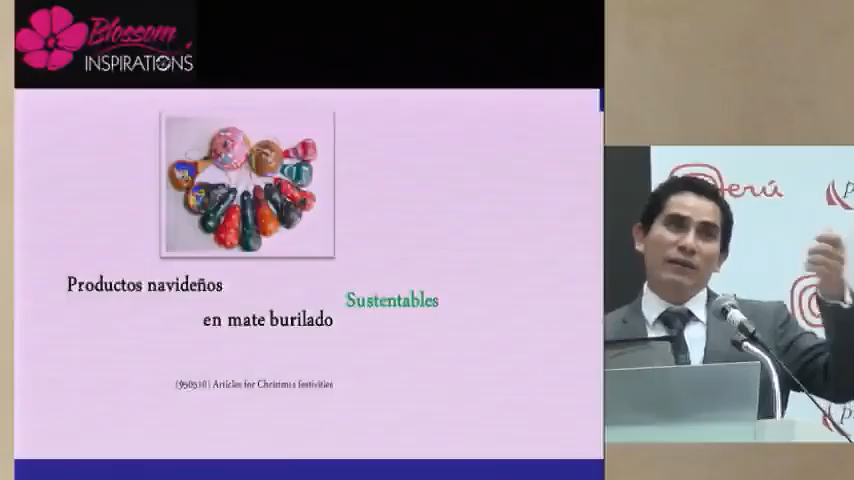 Blossom
INSPIRATIONS
Productos navideños
en mate burilado
Sustentables
(950510) Articles for Christmas festivities
Perú